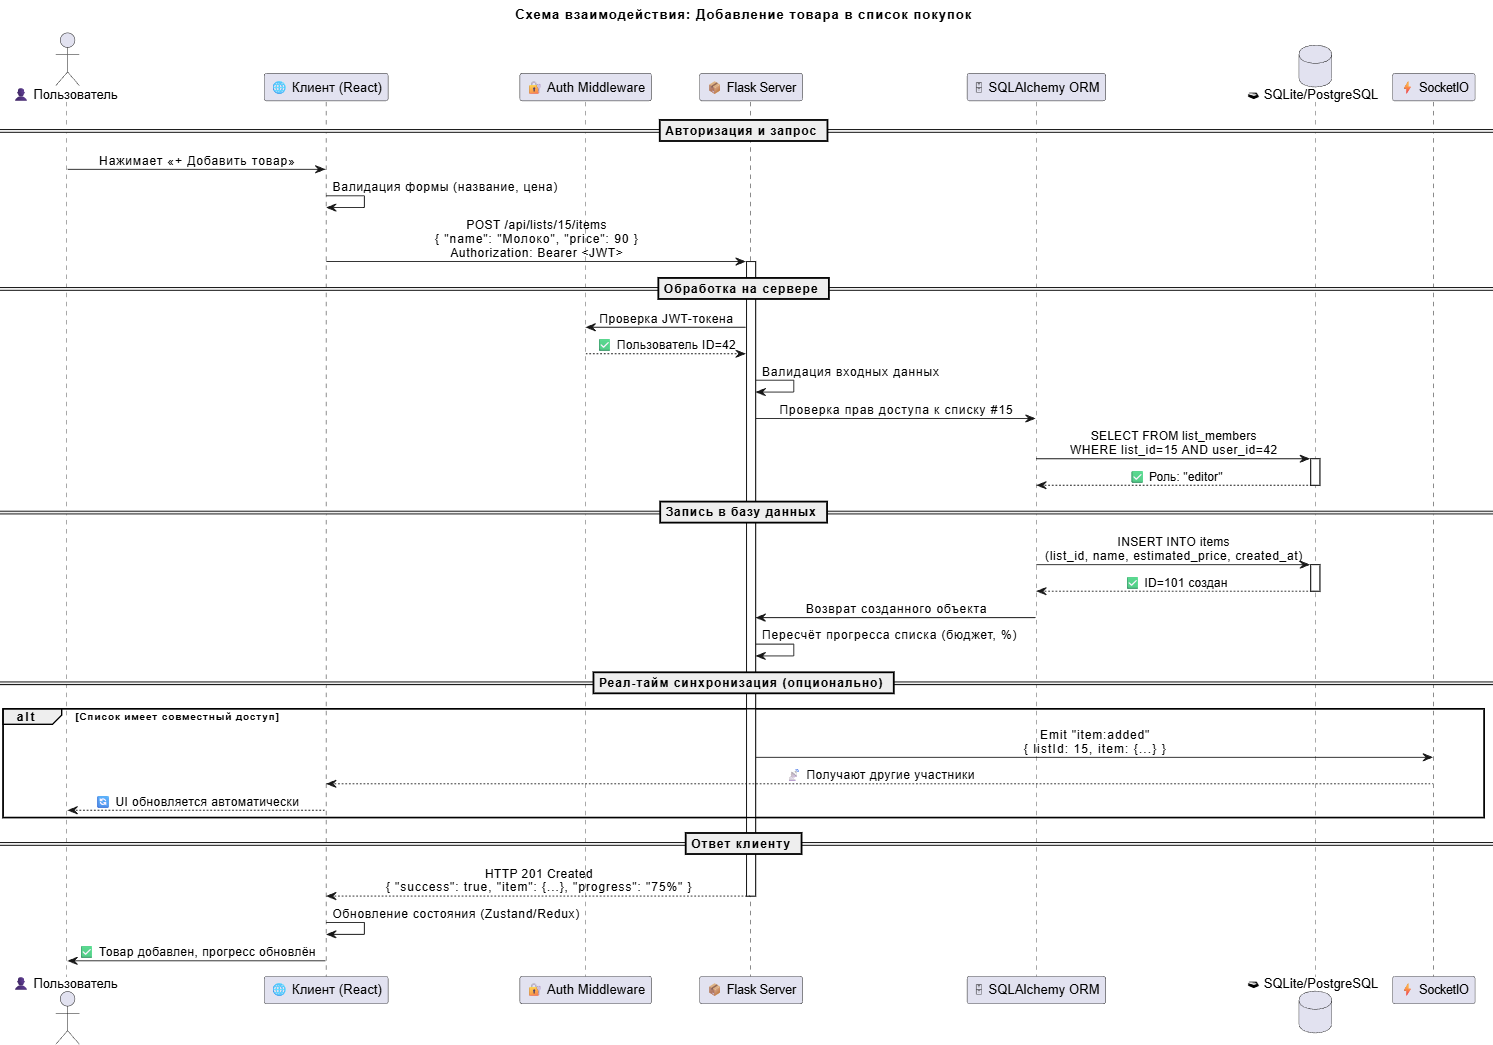 Схема взаимодействия: Добавление товара в список покупок
👤 Пользователь
🌐 Клиент (React)
🔐 Auth Middleware
📦 Flask Server
🗄 SQLAlchemy ORM
SQLite/PostgreSQL
⚡ SocketIO
Авторизация и запрос
Нажимает «+ Добавить товар»
Валидация формы (название, цена)
POST /api/lists/15/items
{ "name": "Молоко", "price": 90 }
Authorization: Bearer <JWT>
Обработка на сервере
Проверка JWT-токена
✅ Пользователь ID=42
Валидация входных данных
Проверка прав доступа к списку #15
SELECT FROM list_members
WHERE list_id=15 AND user_id=42
✅ Роль: "editor"
Запись в базу данных
INSERT INTO items
(list_id, name, estimated_price, created_at)
✅ ID=101 создан
Возврат созданного объекта
Пересчёт прогресса списка (бюджет, %)
Реал-тайм синхронизация (опционально)
alt [Список имеет совместный доступ]
Emit "item:added"
{ listId: 15, item: {...} }
📡 Получают другие участники
🔄 UI обновляется автоматически
Ответ клиенту
HTTP 201 Created
{ "success": true, "item": {...}, "progress": "75%" }
Обновление состояния (Zustand/Redux)
✅ Товар добавлен, прогресс обновлён
👤 Пользователь
🌐 Клиент (React)
🔐 Auth Middleware
📦 Flask Server
🗄 SQLAlchemy ORM
SQLite/PostgreSQL
⚡ SocketIO